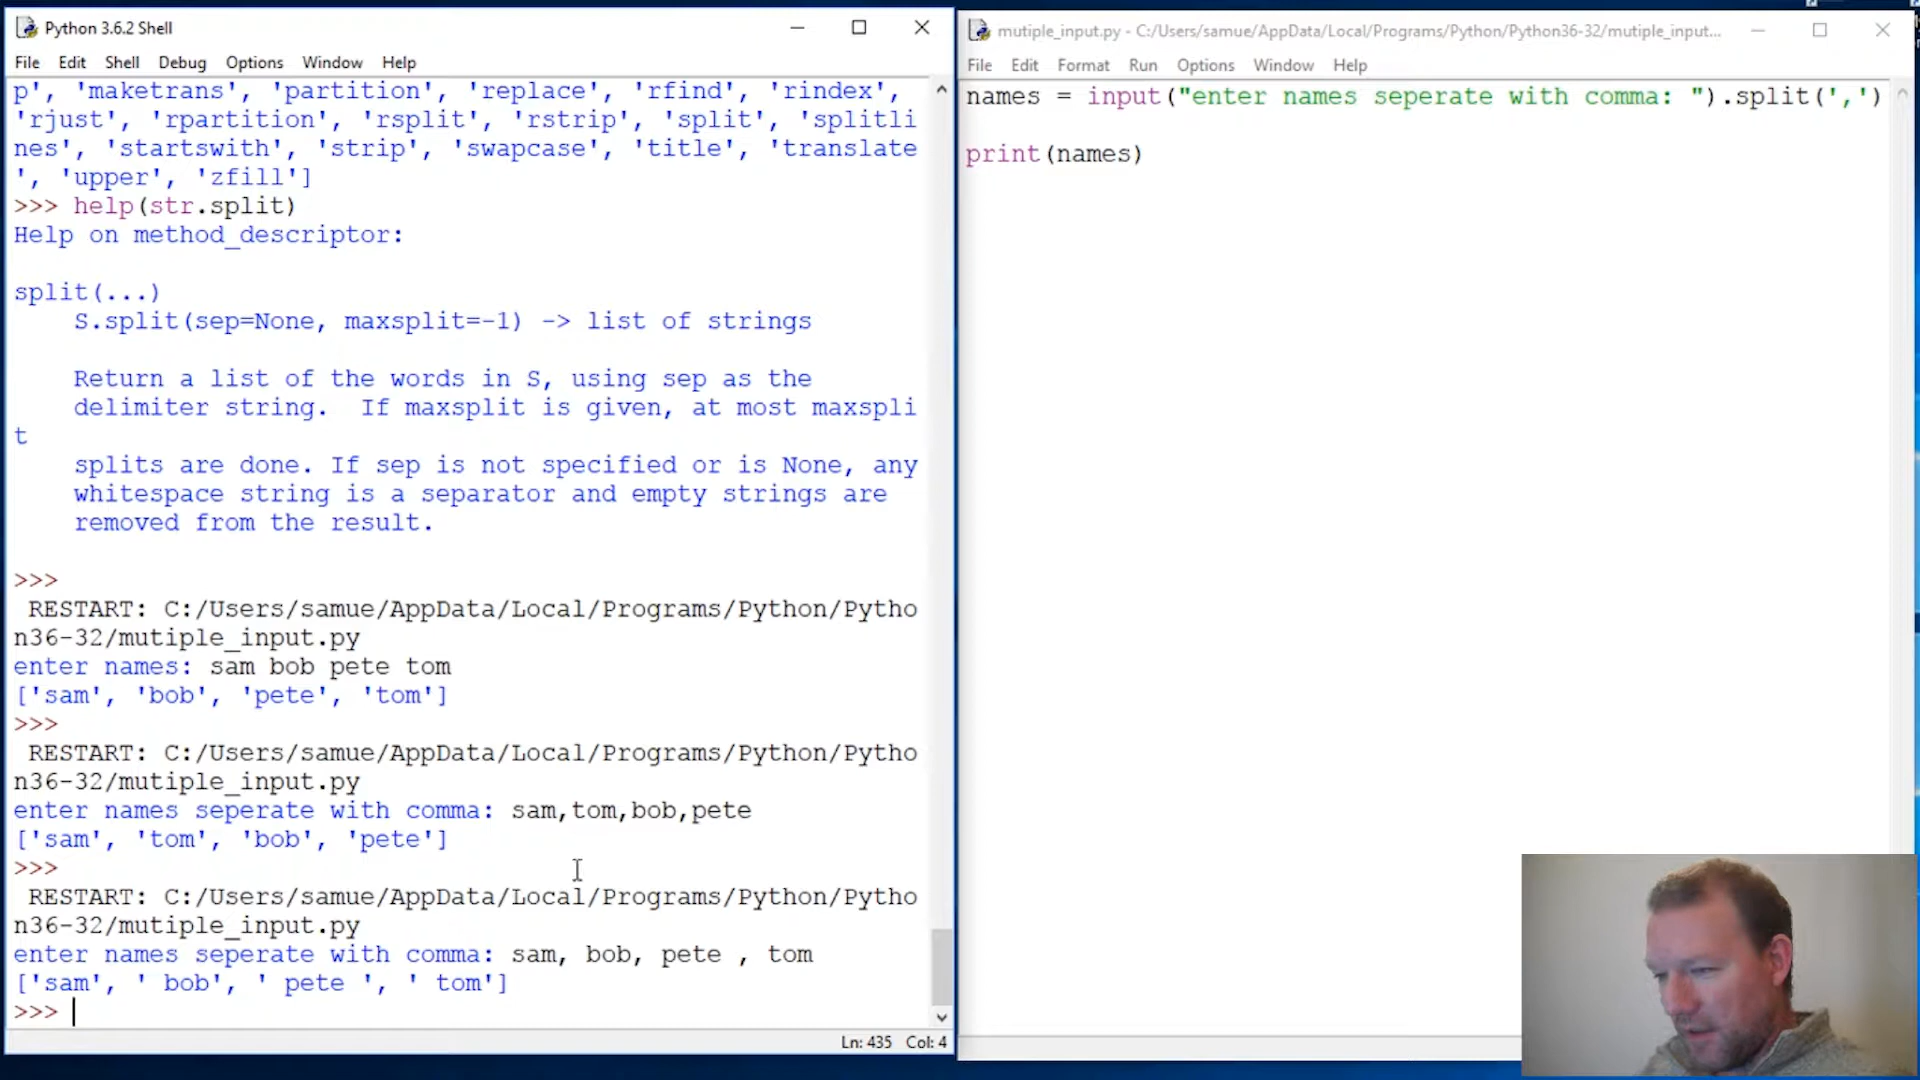 Python 3.6.2 Shell
File Edit Shell Debug Options Window Help
p', 'maketrans', 'partition', 'replace', 'rfind', 'rindex',
'rjust', 'rpartition', 'rsplit', 'rstrip', 'split', 'splitli
nes', 'startswith', 'strip', 'swapcase', 'title', 'translate
', 'upper', 'zfill']
>>> help(str.split)
Help on method_descriptor:
split(...)
S.split(sep=None, maxsplit=-1) -> list of strings
Return a list of the words in S, using sep as the
delimiter string.  If maxsplit is given, at most maxspli
t
splits are done. If sep is not specified or is None, any
whitespace string is a separator and empty strings are
removed from the result.
>>>
RESTART: C:/Users/samue/AppData/Local/Programs/Python/Pytho
n36-32/mutiple_input.py
enter names: sam bob pete tom
['sam', 'bob', 'pete', 'tom']
>>>
RESTART: C:/Users/samue/AppData/Local/Programs/Python/Pytho
n36-32/mutiple_input.py
enter names seperate with comma: sam,tom,bob,pete
['sam', 'tom', 'bob', 'pete']
>>>
RESTART: C:/Users/samue/AppData/Local/Programs/Python/Pytho
n36-32/mutiple_input.py
enter names seperate with comma: sam, bob, pete , tom
['sam', ' bob', ' pete ', ' tom']
>>>
Ln: 435 Col: 4
mutiple_input.py - C:/Users/samue/AppData/Local/Programs/Python/Python36-32/mutiple_input...
File Edit Format Run Options Window Help
names = input("enter names seperate with comma: ").split(',')
print(names)